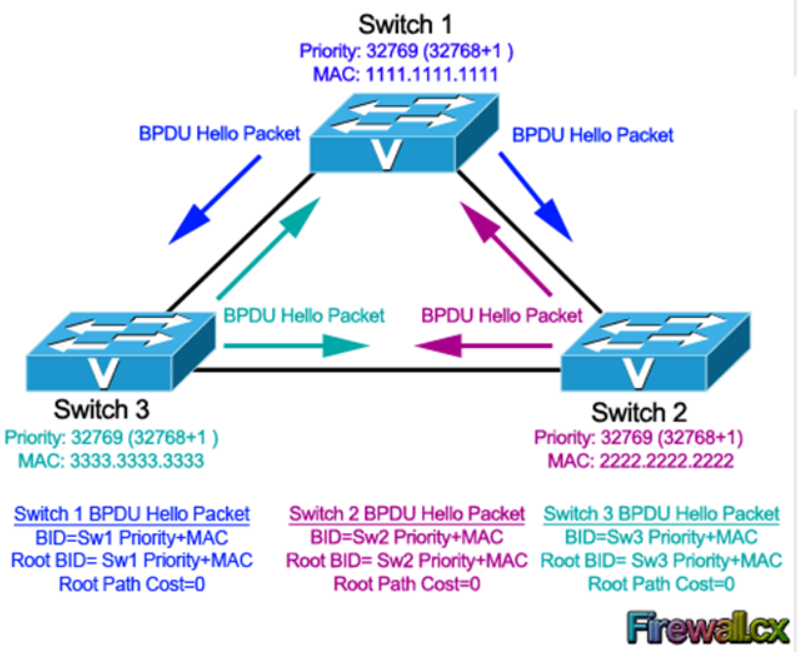 Switch 1
Priority: 32769 (32768+1 )
MAC: 1111.1111.1111
BPDU Hello Packet
BPDU Hello Packet
V
BPDU Hello Packet
BPDU Hello Packet
V
V
Switch 3
Priority: 32769 (32768+1 )
MAC: 3333.3333.3333
Switch 2
Priority: 32769 (32768+1)
MAC: 2222.2222.2222
Switch 1 BPDU Hello Packet
BID=Sw1 Priority+MAC
Root BID= Sw1 Priority+MAC
Root Path Cost=0
Switch 2 BPDU Hello Packet
BID=Sw2 Priority+MAC
Root BID= Sw2 Priority+MAC
Root Path Cost=0
Switch 3 BPDU Hello Packet
BID=Sw3 Priority+MAC
Root BID= Sw3 Priority+MAC
Root Path Cost=0
Firewall.cx